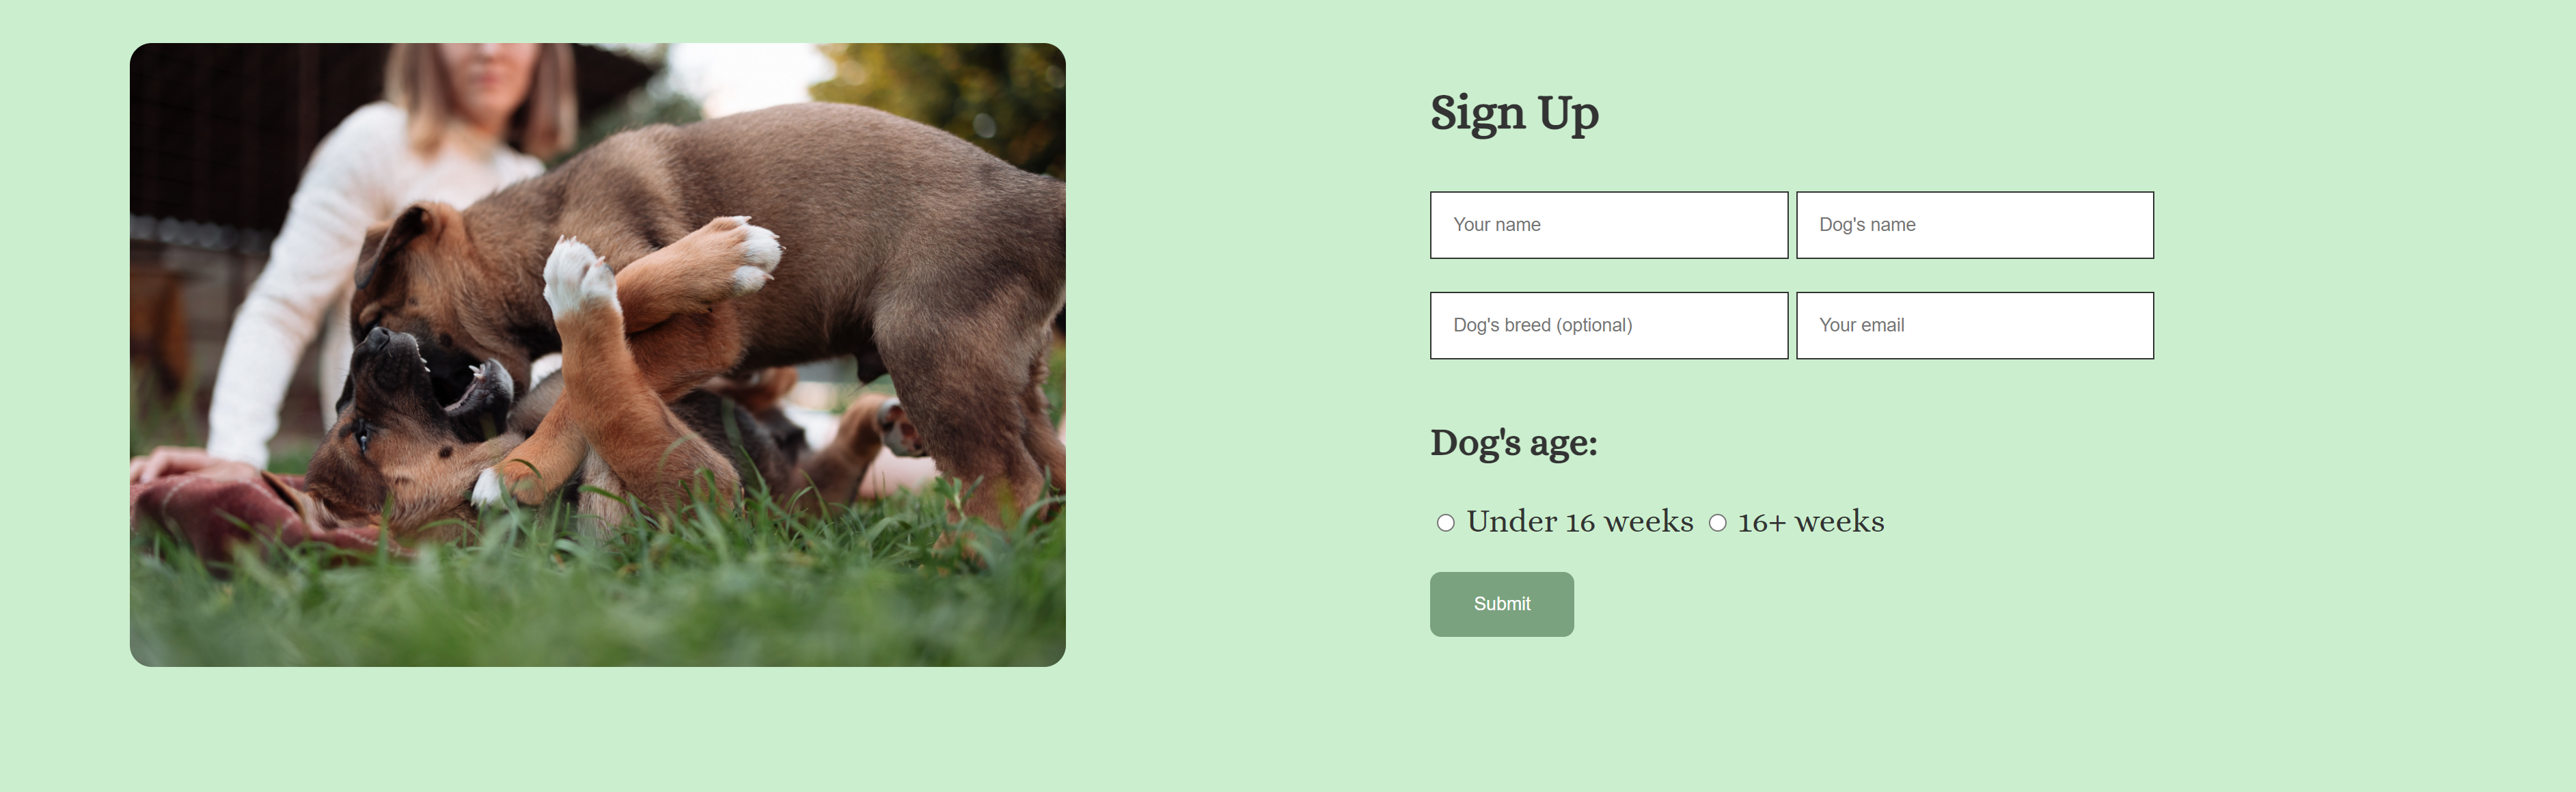 Sign Up
Your name
Dog's name
Dog's breed (optional)
Your email
Dog's age:
Under 16 weeks
16+ weeks
Submit